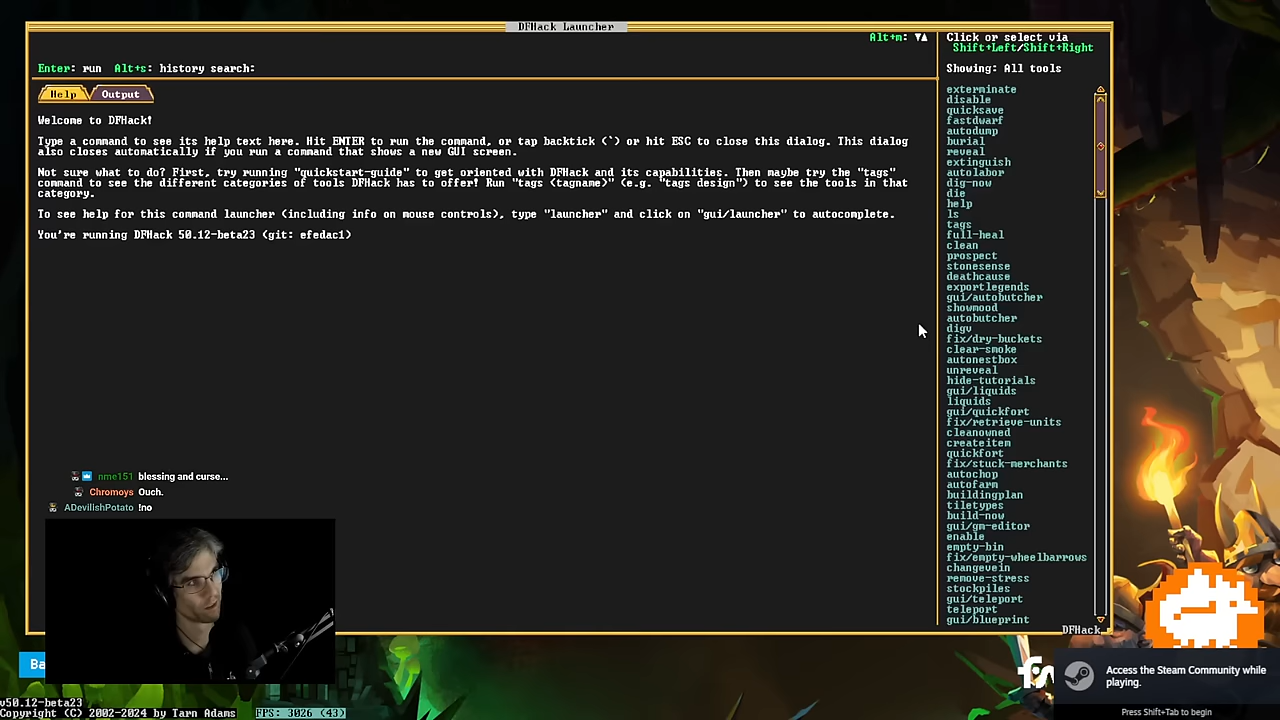 DFHack Launcher
Alt+m:
Enter: run Alt+s: history search:
Help Output
Welcome to DFHack!
Type a command to see its help text here. Hit ENTER to run the command, or tap backtick (`) or hit ESC to close this dialog. This dialog
also closes automatically if you run a command that shows a new GUI screen.
Not sure what to do? First, try running "quickstart-guide" to get oriented with DFHack and its capabilities. Then maybe try the "tags"
command to see the different categories of tools DFHack has to offer! Run "tags <tagname>" (e.g. "tags design") to see the tools in that
category.
To see help for this command launcher (including info on mouse controls), type "launcher" and click on "gui/launcher" to autocomplete.
You're running DFHack 50.12-beta23 (git: efedac1)
Click or select via
Shift+Left/Shift+Right
Showing: All tools
exterminate
disable
quicksave
fastdwarf
autodump
burial
reveal
extinguish
autolabor
dig-now
die
help
ls
tags
full-heal
clean
prospect
stonesense
deathcause
exportlegends
gui/autobutcher
showmood
autobutcher
digv
fix/dry-buckets
clear-smoke
autonestbox
unreveal
hide-tutorials
gui/liquids
liquids
gui/quickfort
fix/retrieve-units
cleanowned
createitem
quickfort
fix/stuck-merchants
autochop
autofarm
buildingplan
tiletypes
build-now
gui/gm-editor
enable
empty-bin
fix/empty-wheelbarrows
changevein
remove-stress
stockpiles
gui/teleport
teleport
gui/blueprint
DFHack
nme151 blessing and curse...
Chromoys Ouch.
ADevilishPotato !no
Ba
v50.12-beta23
Copyright (C) 2002-2024 by Tarn Adams FPS: 3026 (43)
Access the Steam Community while
playing.
Press Shift+Tab to begin